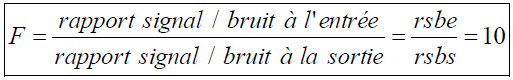 F = rapport signal / bruit à l'entrée / rapport signal / bruit à la sortie = rsbe / rsbs = 10